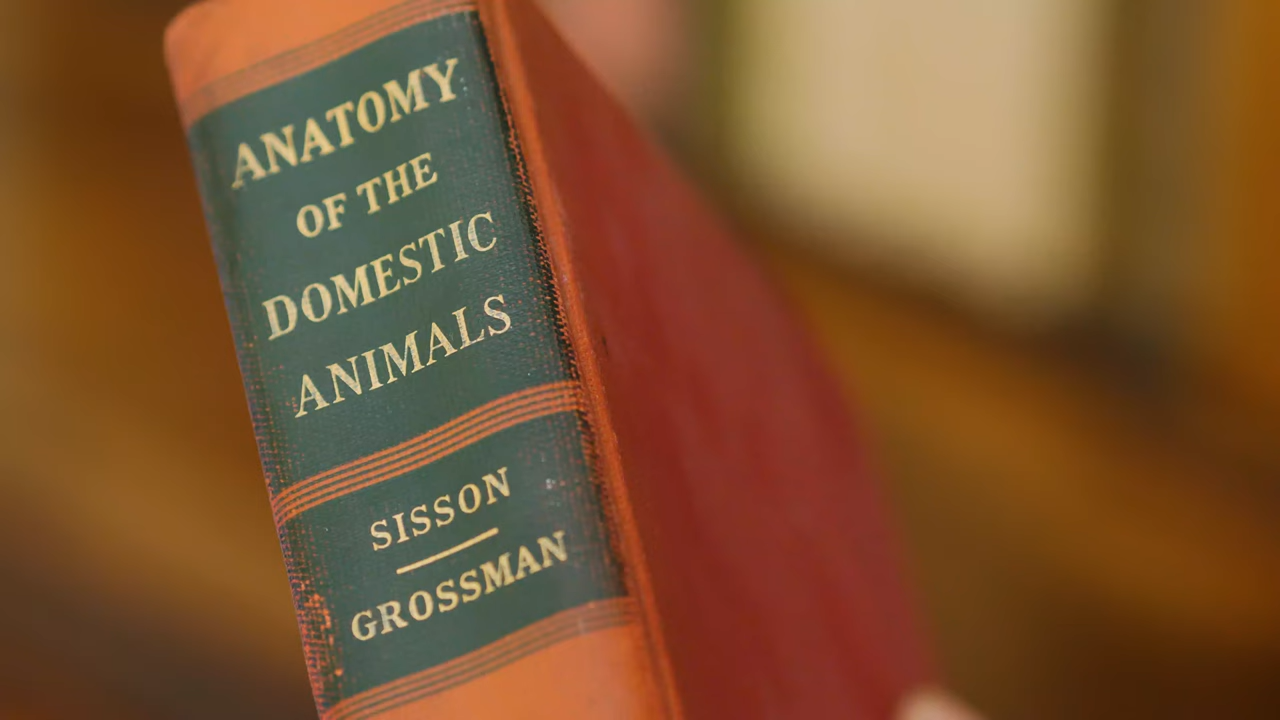 ANATOMY
OF THE
DOMESTIC
ANIMALS
SISSON
GROSSMAN